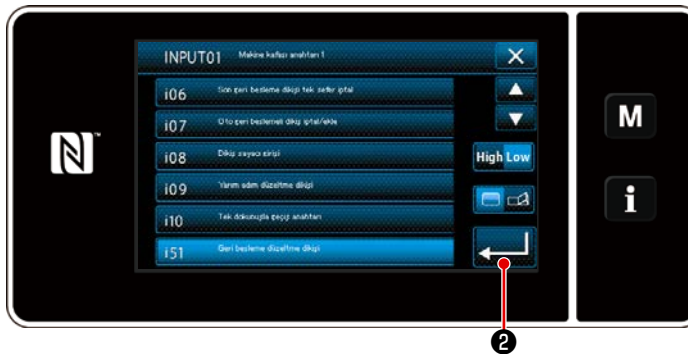 INPUT01 Makine kafası anahtarı 1
i06 Son geri besleme dikişi tek sefer iptal
i07 Oto geri beslemeli dikiş iptal/ekle
i08 Dikiş sayacı girişi
High Low
i09 Yarım adım düzeltme dikişi
i10 Tek dokunuşla geçiş anahtarı
i51 Geri besleme düzeltme dikişi
M
i
N
❷